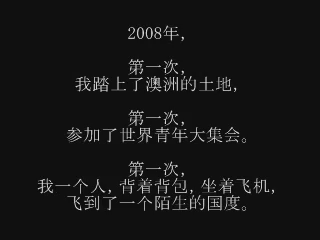 2008年,
第一次,
我踏上了澳洲的土地,
第一次,
参加了世界青年大集会。
第一次,
我一个人,背着背包,坐着飞机,
飞到了一个陌生的国度。